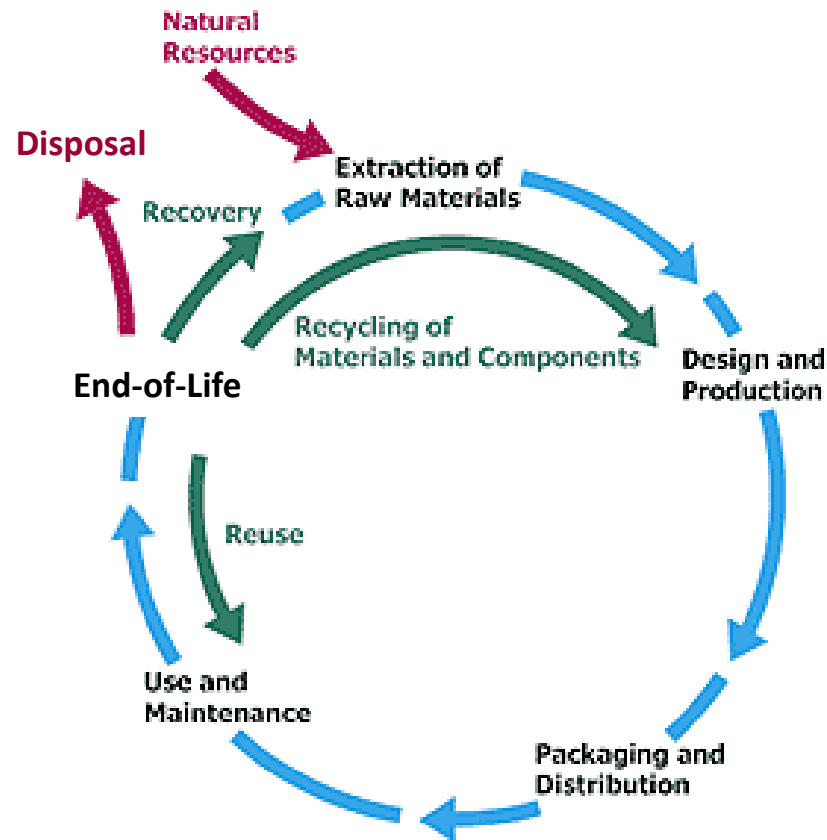 Natural
Resources
Disposal
Extraction of
Raw Materials
Recovery
Recycling of
Materials and Components
Design and
Production
End-of-Life
Reuse
Use and
Maintenance
Packaging and
Distribution